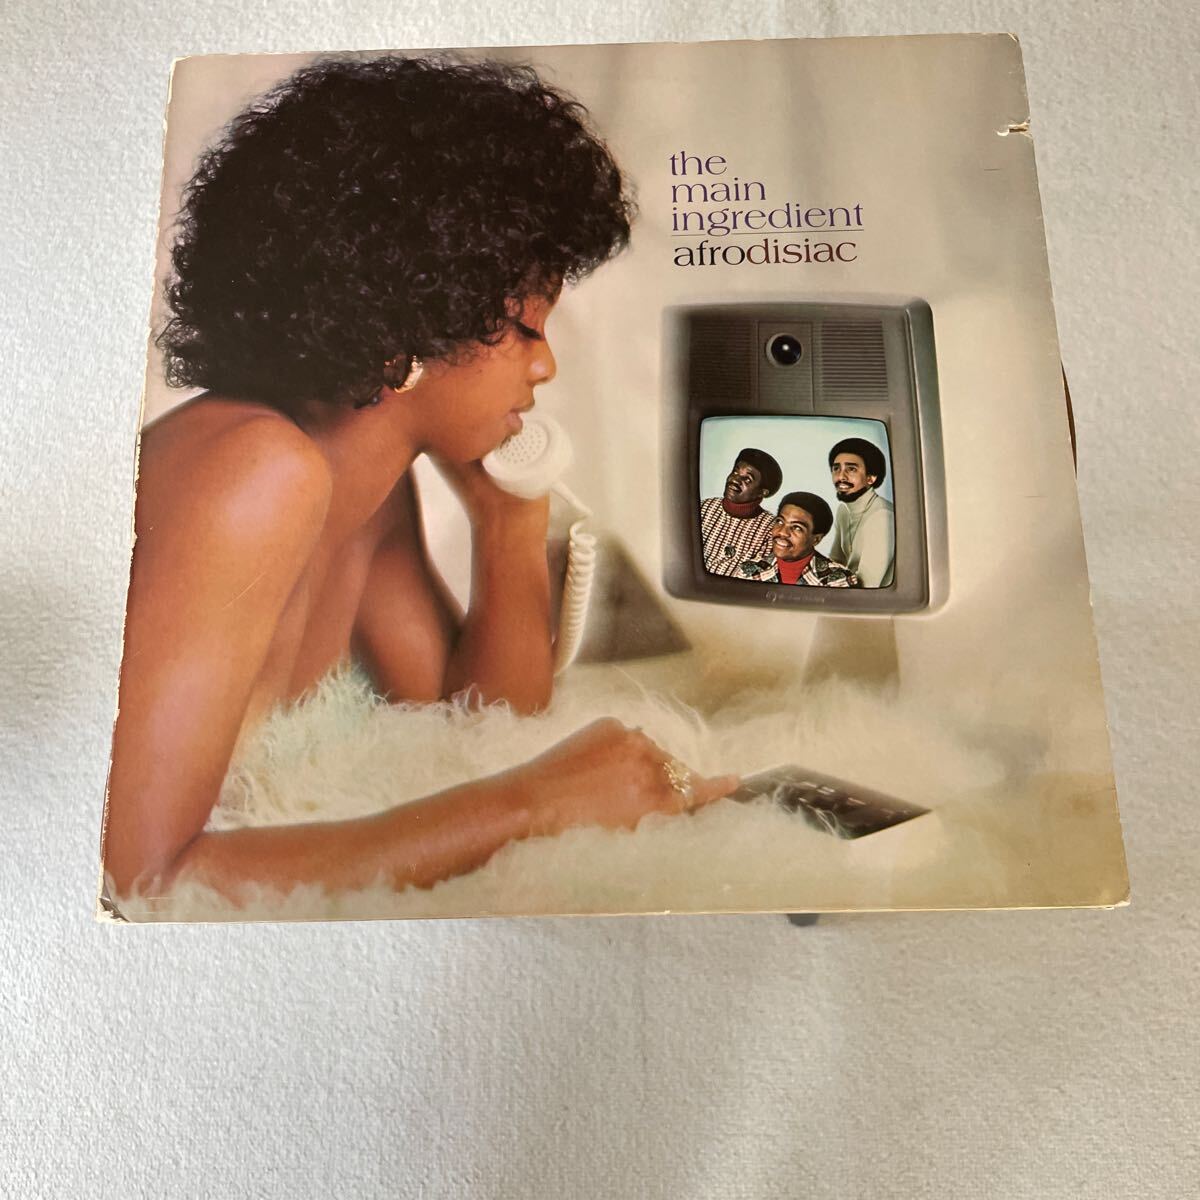 the
main
ingredient
afrodisiac